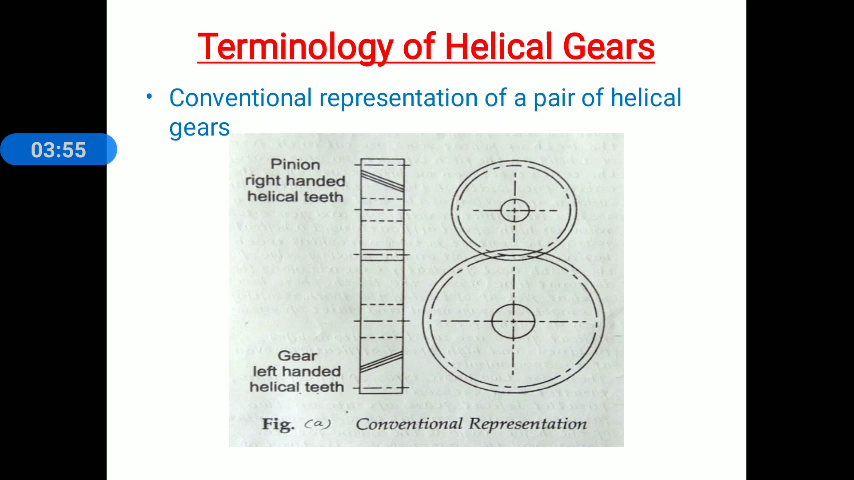 Terminology of Helical Gears
• Conventional representation of a pair of helical
gears
03:55
Pinion
right handed
helical teeth
Gear
left handed
helical teeth
Fig. (a) Conventional Representation